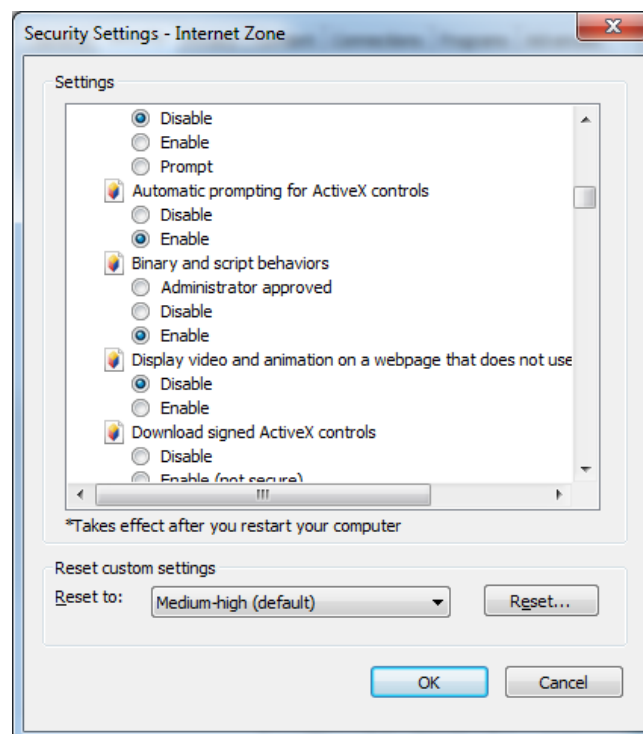 Security Settings - Internet Zone
Settings
Disable
Enable
Prompt
Automatic prompting for ActiveX controls
Disable
Enable
Binary and script behaviors
Administrator approved
Disable
Enable
Display video and animation on a webpage that does not use
Disable
Enable
Download signed ActiveX controls
Disable
Enable (not secure)
*Takes effect after you restart your computer
Reset custom settings
Reset to:
Medium-high (default)
Reset...
OK
Cancel